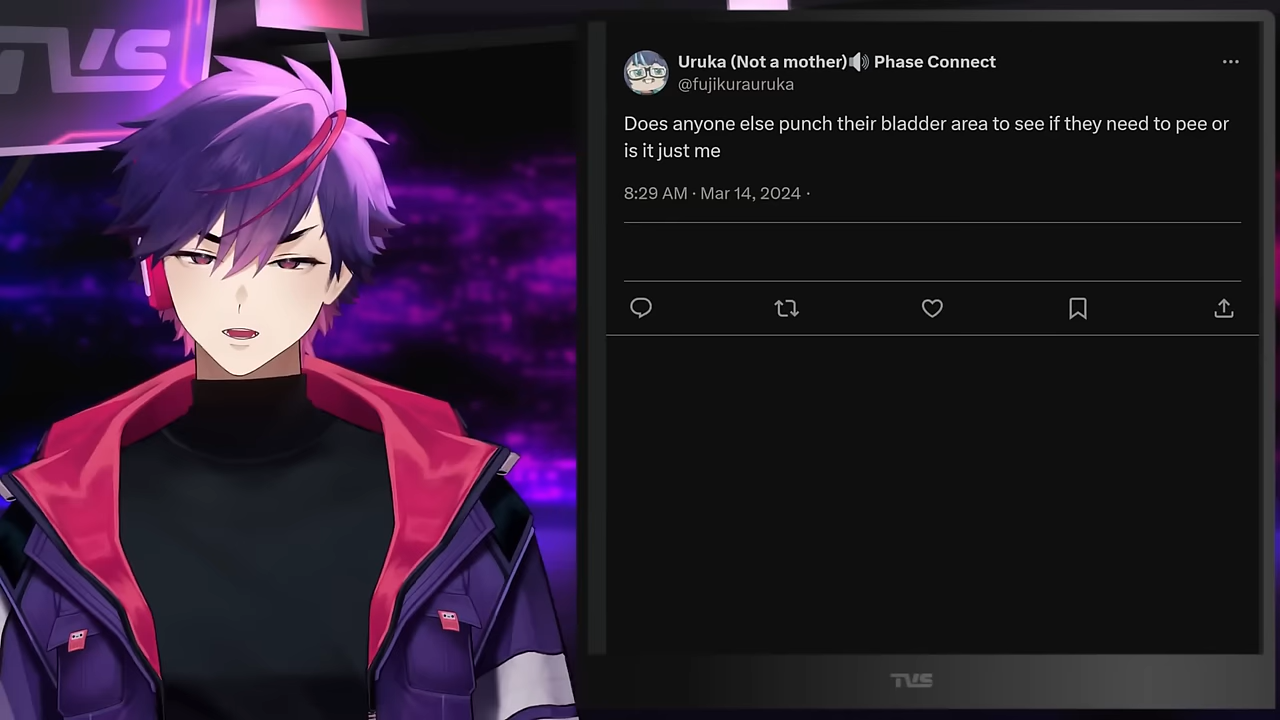 TVS
Uruka (Not a mother)🔊 Phase Connect
@fujikurauruka
Does anyone else punch their bladder area to see if they need to pee or
is it just me
8:29 AM · Mar 14, 2024 ·
TVS